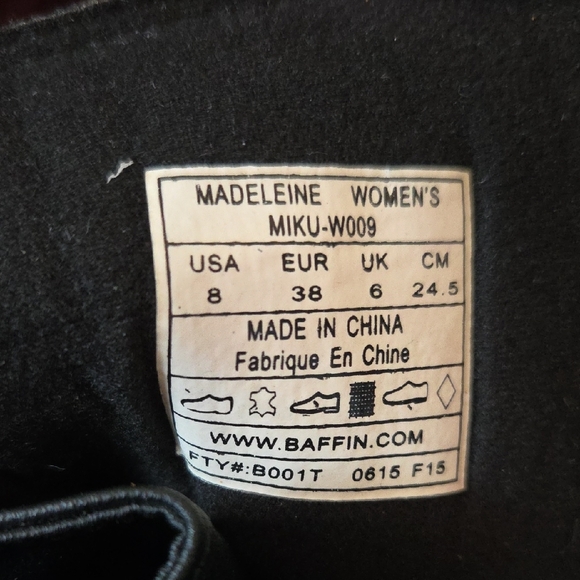 MADELEINE WOMEN'S
MIKU-W009
USA EUR UK CM
8 38 6 24.5
MADE IN CHINA
Fabrique En Chine
WWW.BAFFIN.COM
FTY#:B001T 0615 F15